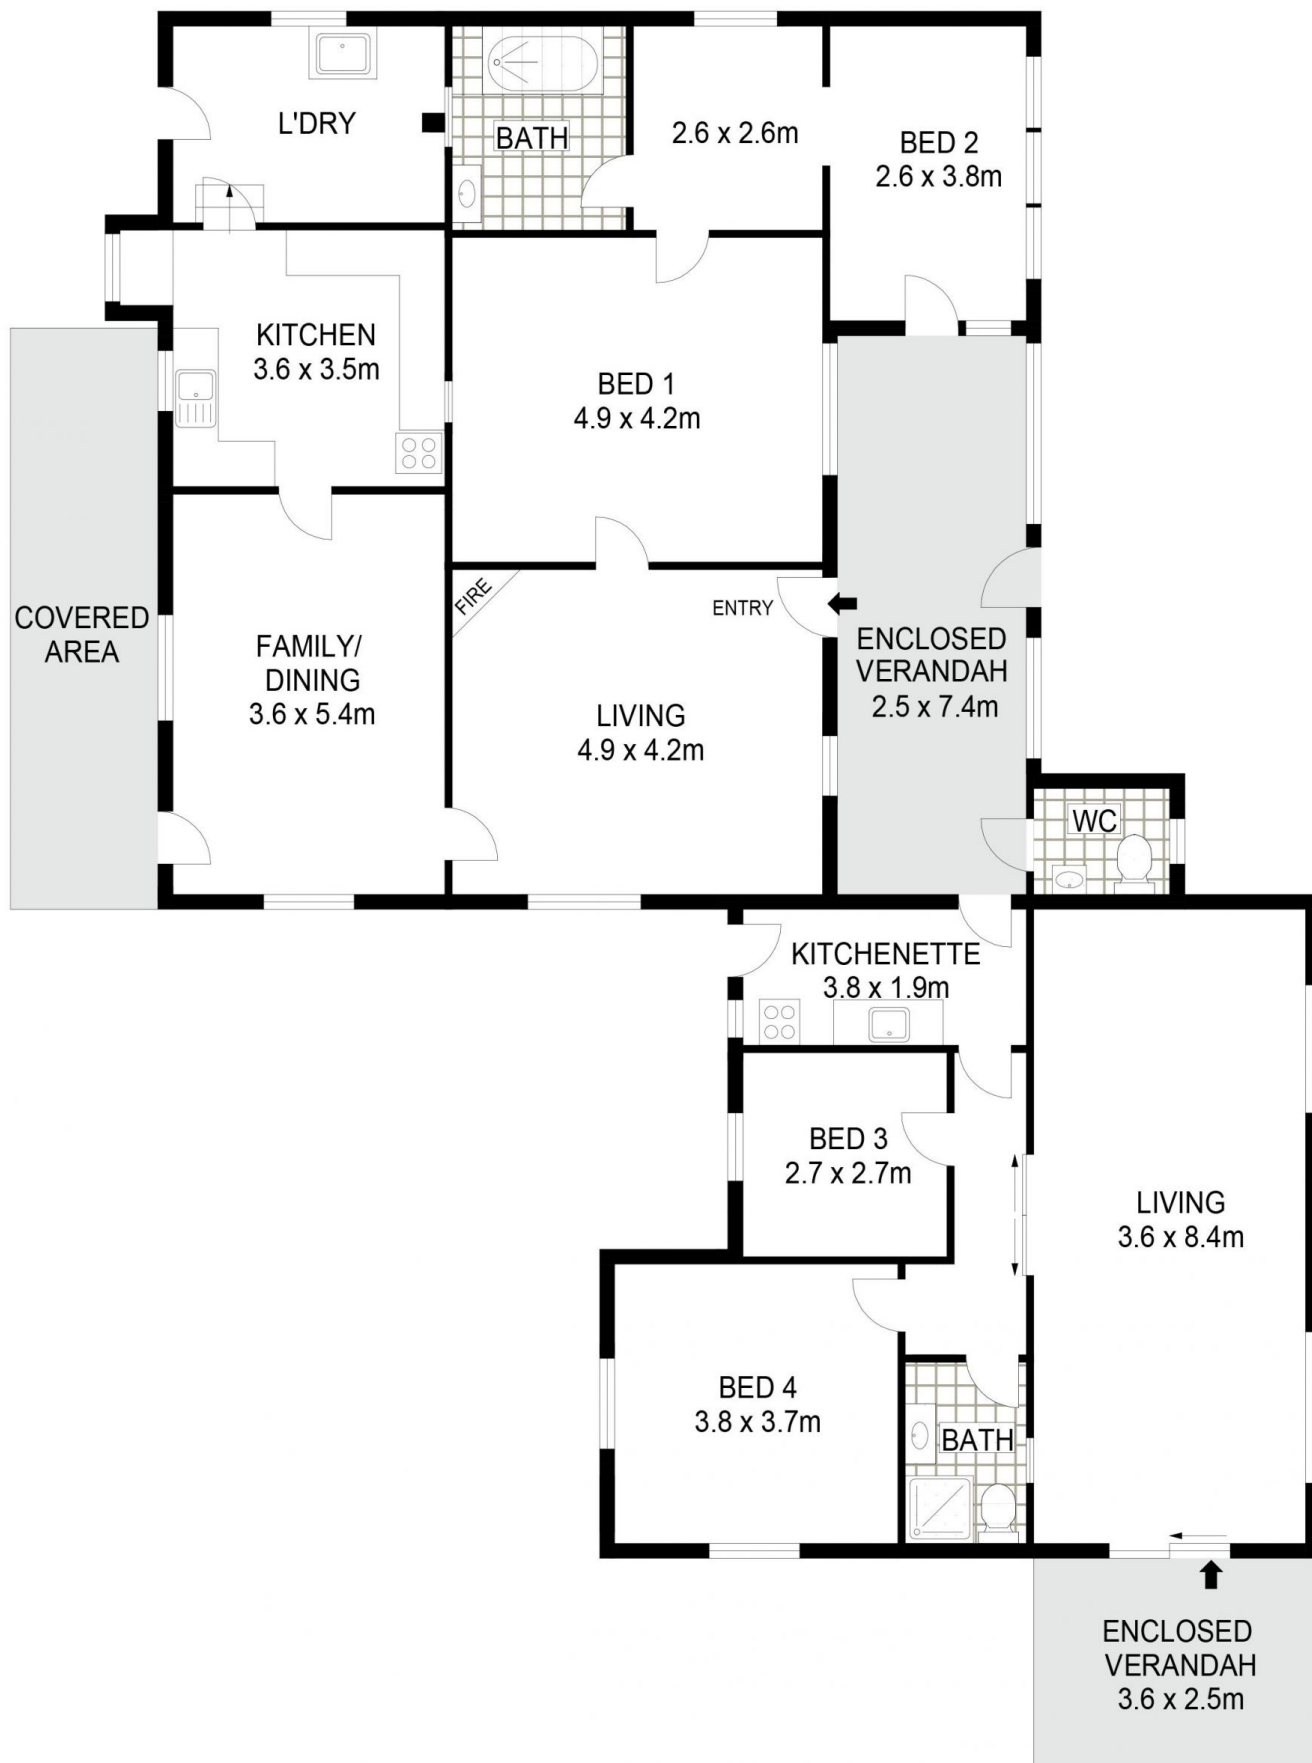 L'DRY
BATH
2.6 x 2.6m
BED 2
2.6 x 3.8m
KITCHEN
3.6 x 3.5m
BED 1
4.9 x 4.2m
COVERED
AREA
FAMILY/
DINING
3.6 x 5.4m
FIRE
ENTRY
LIVING
4.9 x 4.2m
ENCLOSED
VERANDAH
2.5 x 7.4m
WC
KITCHENETTE
3.8 x 1.9m
BED 3
2.7 x 2.7m
LIVING
3.6 x 8.4m
BED 4
3.8 x 3.7m
BATH
ENCLOSED
VERANDAH
3.6 x 2.5m